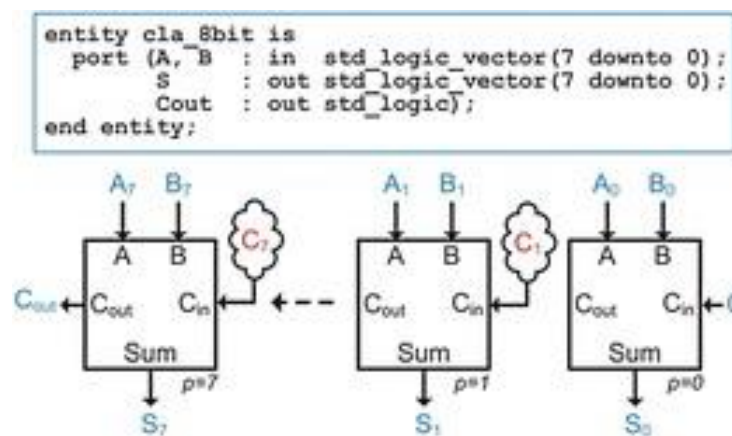 entity cla_8bit is
port (A, B : in std_logic_vector(7 downto 0);
S : out std_logic_vector(7 downto 0);
Cout : out std_logic);
end entity;
A7 B7 A1 B1 A0 B0
C7 C1
A B A B A B
Cout Cout Cin Cout Cin Cout Cin
Sum Sum Sum
p=7 p=1 p=0
S7 S1 S0